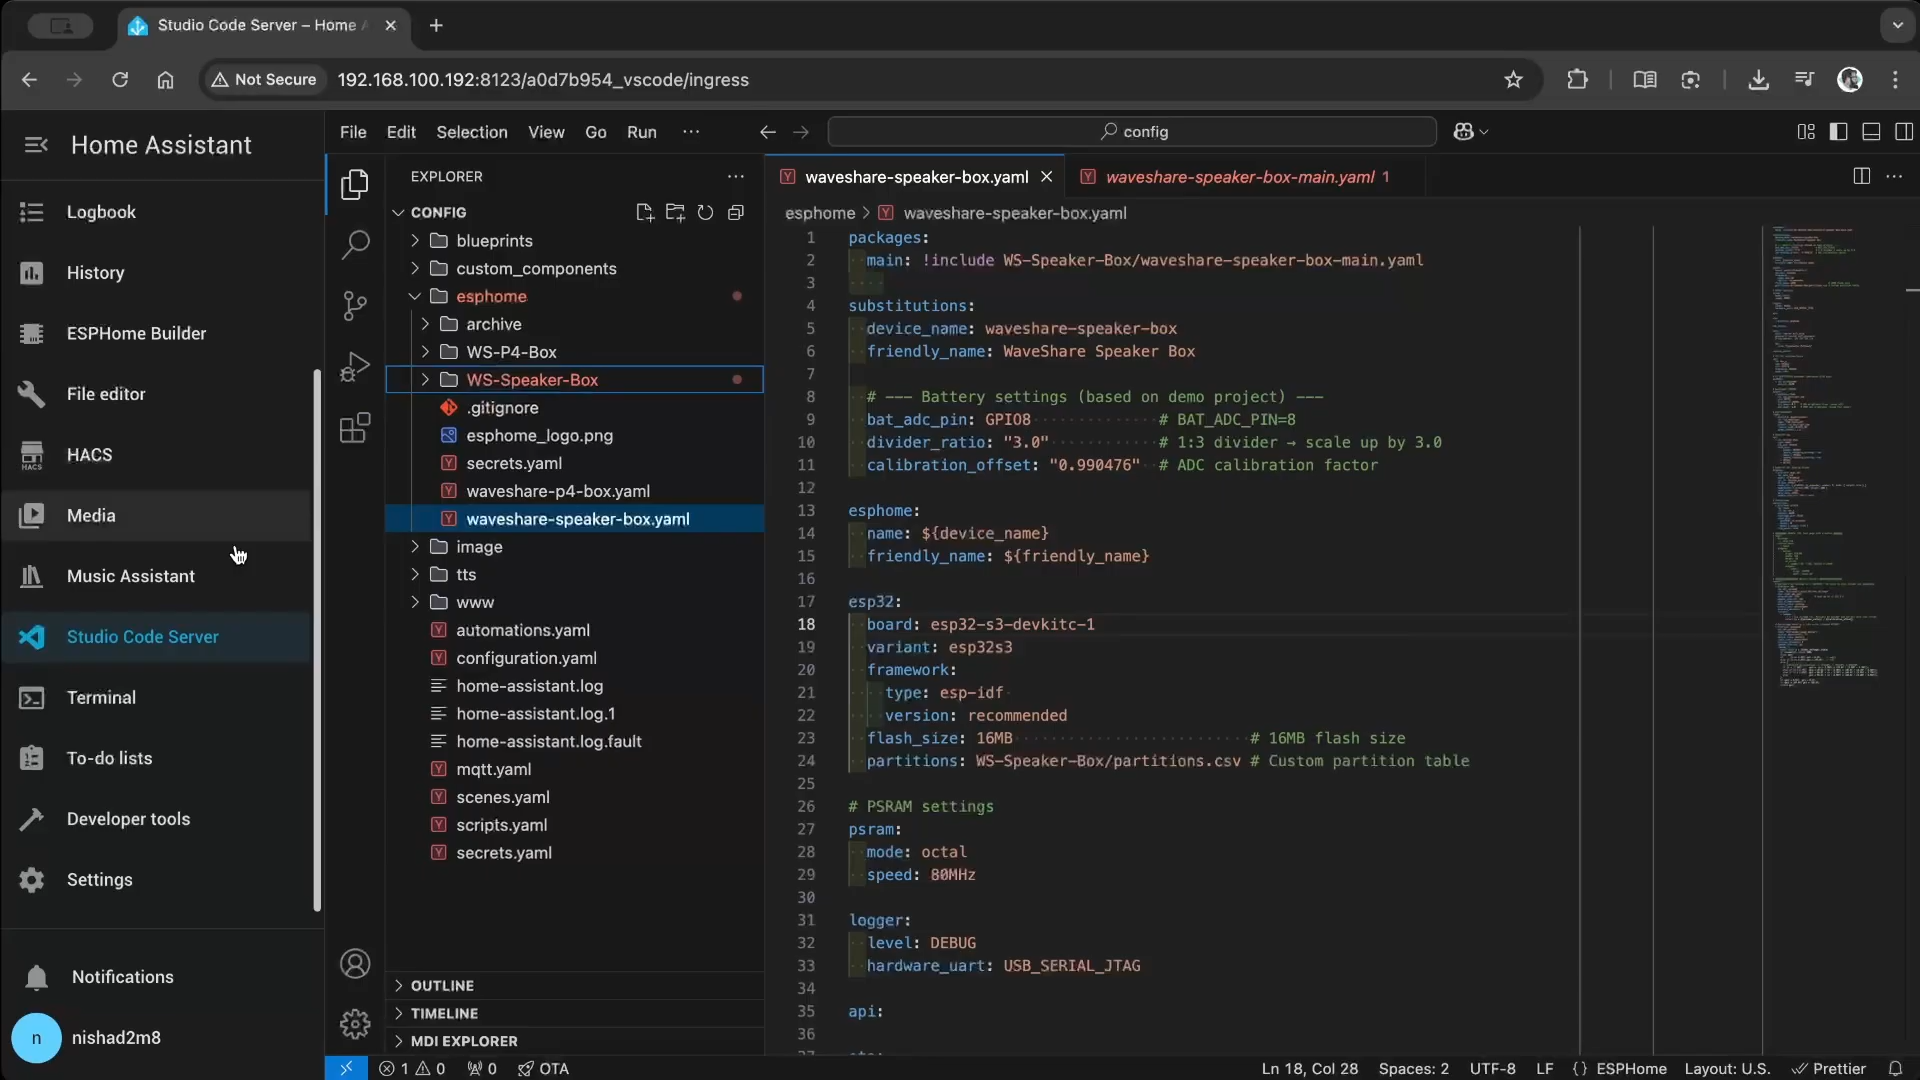 Studio Code Server – Home A
Not Secure
192.168.100.192:8123/a0d7b954_vscode/ingress
Home Assistant
Logbook
History
ESPHome Builder
File editor
HACS
HACS
Media
Music Assistant
Studio Code Server
Terminal
To-do lists
Developer tools
Settings
Notifications
n
nishad2m8
File Edit Selection View Go Run ···
config
EXPLORER
CONFIG
blueprints
custom_components
esphome
archive
WS-P4-Box
WS-Speaker-Box
.gitignore
esphome_logo.png
secrets.yaml
waveshare-p4-box.yaml
waveshare-speaker-box.yaml
image
tts
www
automations.yaml
configuration.yaml
home-assistant.log
home-assistant.log.1
home-assistant.log.fault
mqtt.yaml
scenes.yaml
scripts.yaml
secrets.yaml
OUTLINE
TIMELINE
MDI EXPLORER
waveshare-speaker-box.yaml
waveshare-speaker-box-main.yaml 1
esphome > waveshare-speaker-box.yaml
1 packages:
2 main: !include WS-Speaker-Box/waveshare-speaker-box-main.yaml
3
4 substitutions:
5 device_name: waveshare-speaker-box
6 friendly_name: WaveShare Speaker Box
7
8 # --- Battery settings (based on demo project) ---
9 bat_adc_pin: GPIO8 # BAT_ADC_PIN=8
10 divider_ratio: "3.0" # 1:3 divider → scale up by 3.0
11 calibration_offset: "0.990476" # ADC calibration factor
12
13 esphome:
14 name: ${device_name}
15 friendly_name: ${friendly_name}
16
17 esp32:
18 board: esp32-s3-devkitc-1
19 variant: esp32s3
20 framework:
21 type: esp-idf
22 version: recommended
23 flash_size: 16MB # 16MB flash size
24 partitions: WS-Speaker-Box/partitions.csv # Custom partition table
25
26 # PSRAM settings
27 psram:
28 mode: octal
29 speed: 80MHz
30
31 logger:
32 level: DEBUG
33 hardware_uart: USB_SERIAL_JTAG
34
35 api:
36
1 0 0 OTA
Ln 18, Col 28 Spaces: 2 UTF-8 LF {} ESPHome Layout: U.S. Prettier